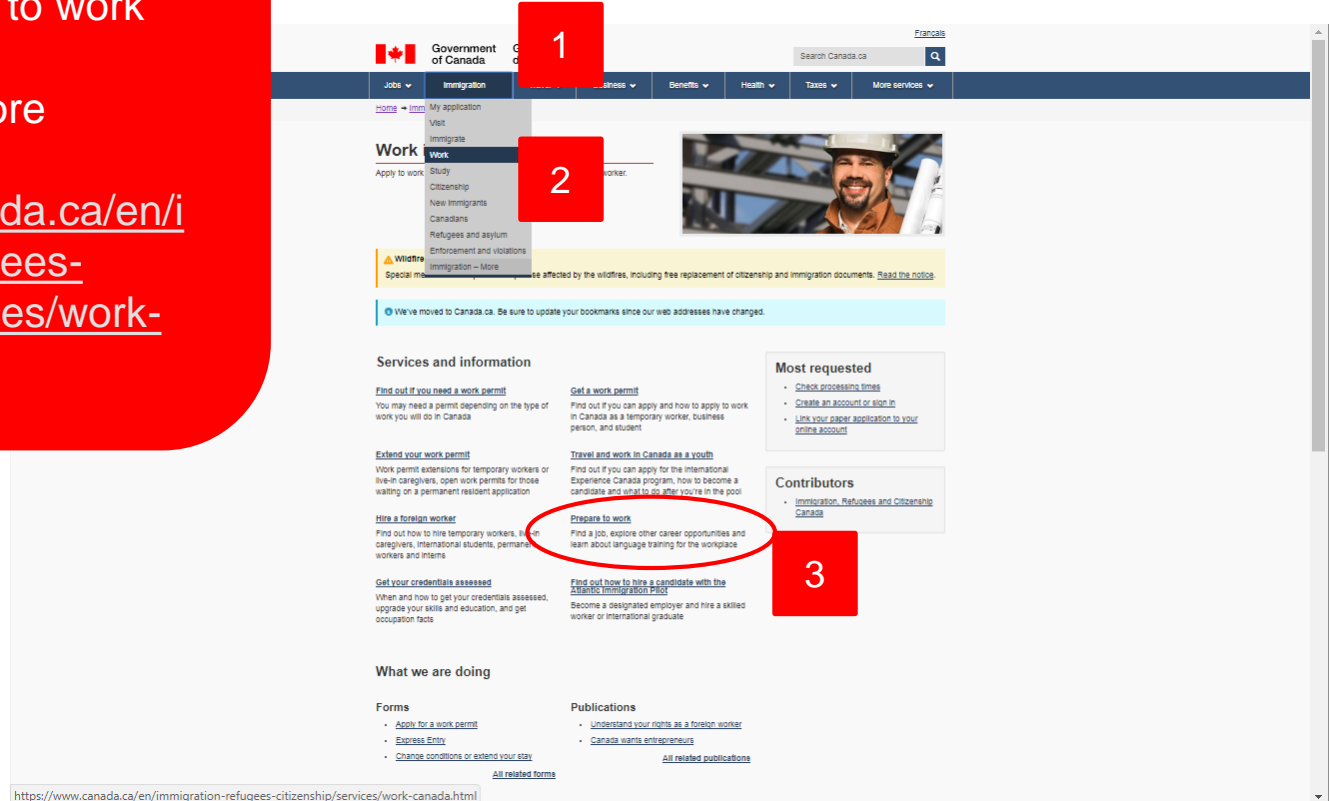 to work
ore
da.ca/en/i
ees-
es/work-
1
2
3
Français
Government
of Canada
Search Canada.ca
Jobs Immigration Business Benefits Health Taxes More services
Home → Imm
My application
Visit
Immigrate
Work
Study
Citizenship
New immigrants
Canadians
Refugees and asylum
Enforcement and violations
Immigration – More
Work i
Apply to work orker.
Wildfire
Special me se affected by the wildfires, including free replacement of citizenship and immigration documents. Read the notice.
We've moved to Canada.ca. Be sure to update your bookmarks since our web addresses have changed.
Services and information
Find out if you need a work permit
You may need a permit depending on the type of
work you will do in Canada
Get a work permit
Find out if you can apply and how to apply to work
in Canada as a temporary worker, business
person, and student
Extend your work permit
Work permit extensions for temporary workers or
live-in caregivers, open work permits for those
waiting on a permanent resident application
Travel and work in Canada as a youth
Find out if you can apply for the International
Experience Canada program, how to become a
candidate and what to do after you're in the pool
Hire a foreign worker
Find out how to hire temporary workers, live-in
caregivers, international students, permanent
workers and interns
Prepare to work
Find a job, explore other career opportunities and
learn about language training for the workplace
Get your credentials assessed
When and how to get your credentials assessed,
upgrade your skills and education, and get
occupation facts
Find out how to hire a candidate with the
Atlantic Immigration Pilot
Become a designated employer and hire a skilled
worker or international graduate
Most requested
• Check processing times
• Create an account or sign in
• Link your paper application to your
online account
Contributors
• Immigration, Refugees and Citizenship
Canada
What we are doing
Forms
• Apply for a work permit
• Express Entry
• Change conditions or extend your stay
All related forms
Publications
• Understand your rights as a foreign worker
• Canada wants entrepreneurs
All related publications
https://www.canada.ca/en/immigration-refugees-citizenship/services/work-canada.html